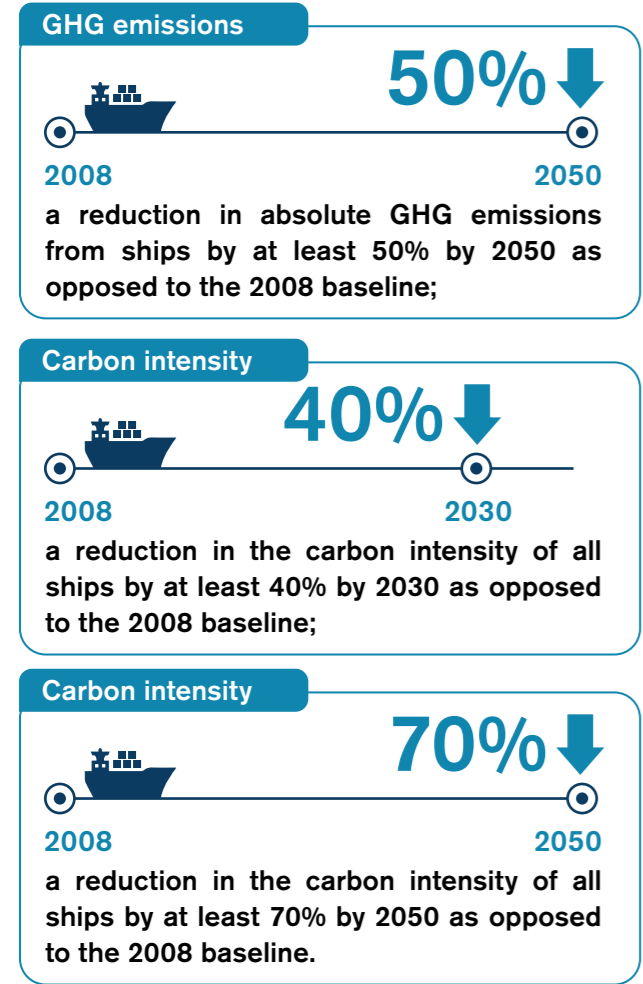 GHG emissions
50%
2008
2050
a reduction in absolute GHG emissions
from ships by at least 50% by 2050 as
opposed to the 2008 baseline;
Carbon intensity
40%
2008
2030
a reduction in the carbon intensity of all
ships by at least 40% by 2030 as opposed
to the 2008 baseline;
Carbon intensity
70%
2008
2050
a reduction in the carbon intensity of all
ships by at least 70% by 2050 as opposed
to the 2008 baseline.